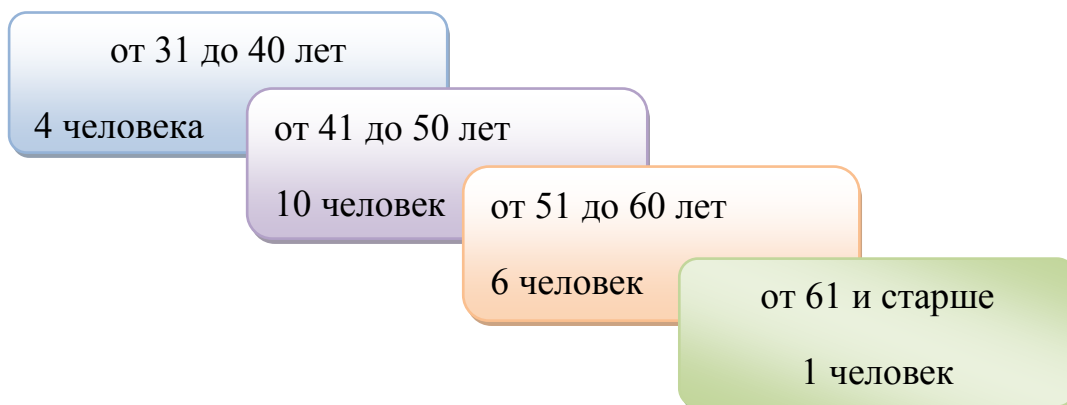 от 31 до 40 лет
4 человека
от 41 до 50 лет
10 человек
от 51 до 60 лет
6 человек
от 61 и старше
1 человек